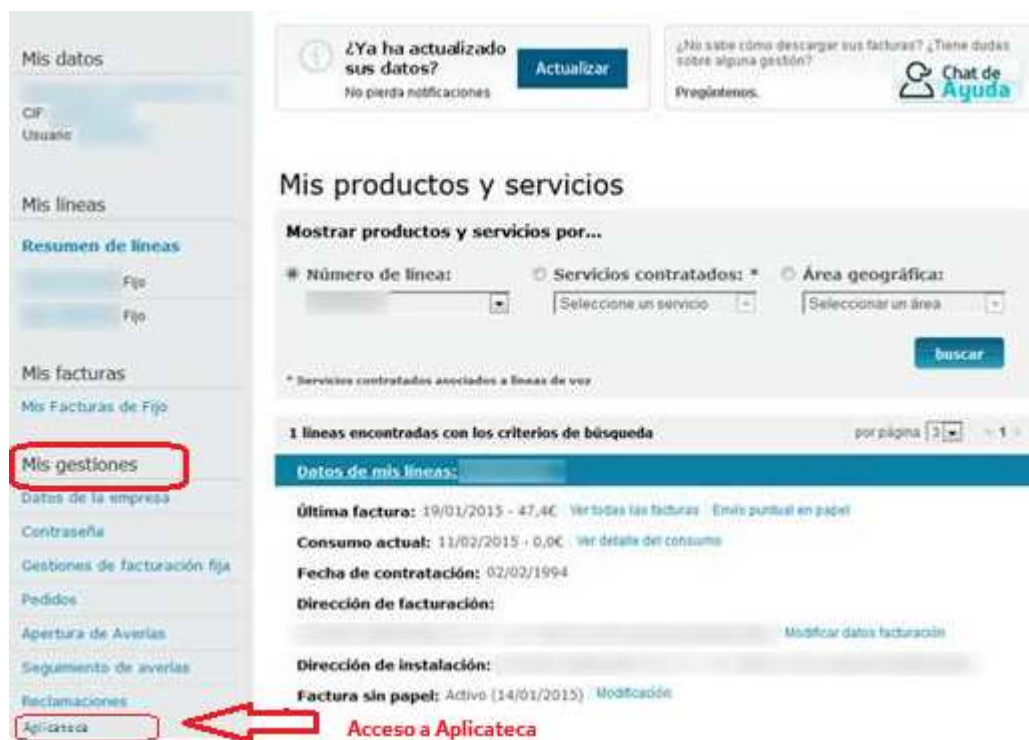 Mis datos
CIF
Usuario
Mis líneas
Resumen de líneas
Fijo
Fijo
Mis facturas
Mis Facturas de Fijo
Mis gestiones
Datos de la empresa
Contraseña
Gestiones de facturación fija
Pedidos
Apertura de Averías
Seguimiento de averías
Reclamaciones
Aplicateca
Acceso a Aplicateca
¿Ya ha actualizado
sus datos?
No pierda notificaciones
Actualizar
¿No sabe cómo descargar sus facturas? ¿Tiene dudas
sobre alguna gestión?
Pregúntenos.
Chat de
Ayuda
Mis productos y servicios
Mostrar productos y servicios por...
Número de línea: Servicios contratados: * Área geográfica:
Seleccione un servicio Seleccionar un área
buscar
* Servicios contratados asociados a líneas de voz
1 líneas encontradas con los criterios de búsqueda por página 3 < 1 >
Datos de mis líneas:
Última factura: 19/01/2015 - 47,4€ Ver todas las facturas Envío puntual en papel
Consumo actual: 11/02/2015 - 0,0€ Ver detalle del consumo
Fecha de contratación: 02/02/1994
Dirección de facturación:
Modificar datos facturación
Dirección de instalación:
Factura sin papel: Activo (14/01/2015) Modificación